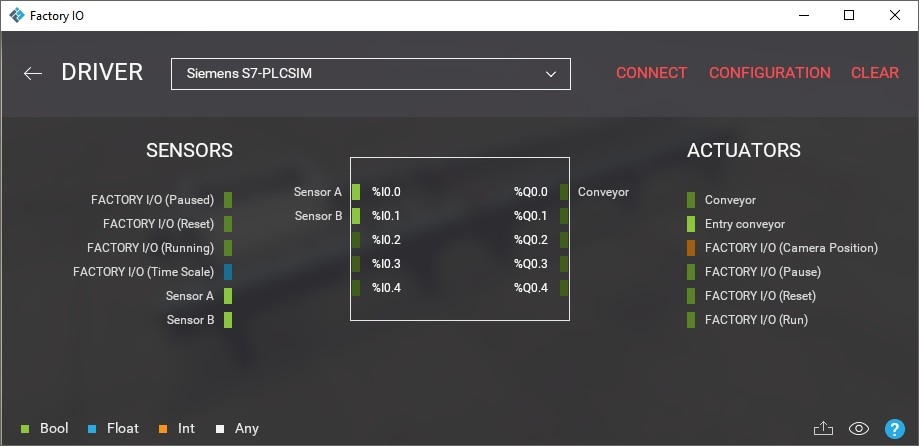 Factory IO
DRIVER
Siemens S7-PLCSIM
CONNECT CONFIGURATION CLEAR
SENSORS
FACTORY I/O (Paused)
FACTORY I/O (Reset)
FACTORY I/O (Running)
FACTORY I/O (Time Scale)
Sensor A
Sensor B
Sensor A %I0.0 %Q0.0 Conveyor
Sensor B %I0.1 %Q0.1
%I0.2 %Q0.2
%I0.3 %Q0.3
%I0.4 %Q0.4
ACTUATORS
Conveyor
Entry conveyor
FACTORY I/O (Camera Position)
FACTORY I/O (Pause)
FACTORY I/O (Reset)
FACTORY I/O (Run)
Bool Float Int Any ?